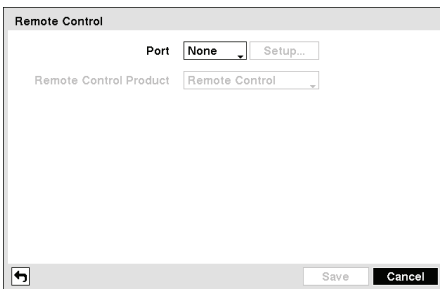 Remote Control
Port None Setup...
Remote Control Product Remote Control
Save Cancel